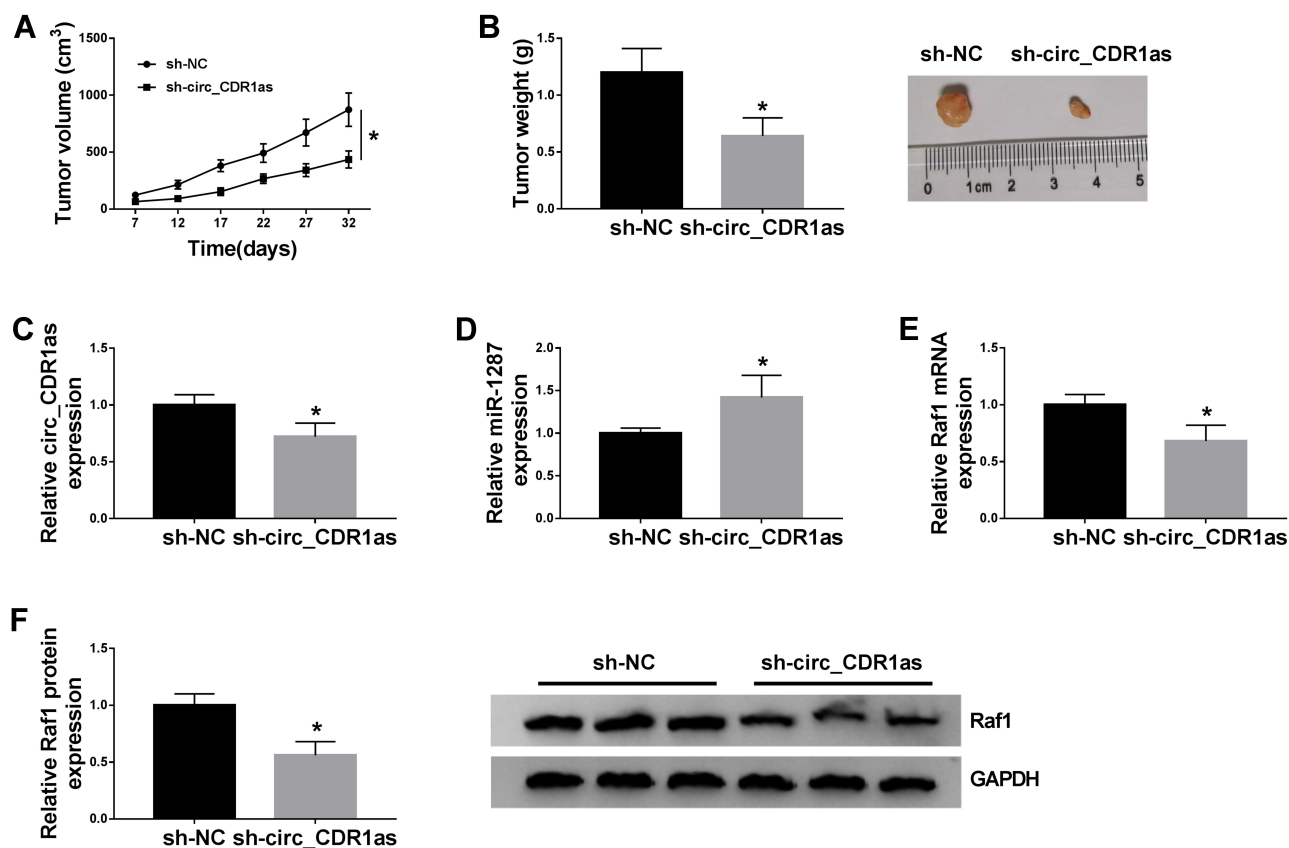 A
Tumor volume (cm3)
1500
1000
500
0
sh-NC
sh-circ_CDR1as
*
7 12 17 22 27 32
Time(days)
B
Tumor weight (g)
1.5
1.0
0.5
0.0
*
sh-NC sh-circ_CDR1as
sh-NC sh-circ_CDR1as
0 1cm 2 3 4 5
C
Relative circ_CDR1as
expression
1.5
1.0
0.5
0.0
*
sh-NC sh-circ_CDR1as
D
Relative miR-1287
expression
2.0
1.5
1.0
0.5
0.0
*
sh-NC sh-circ_CDR1as
E
Relative Raf1 mRNA
expression
1.5
1.0
0.5
0.0
*
sh-NC sh-circ_CDR1as
F
Relative Raf1 protein
expression
1.5
1.0
0.5
0.0
*
sh-NC sh-circ_CDR1as
sh-NC sh-circ_CDR1as
Raf1
GAPDH